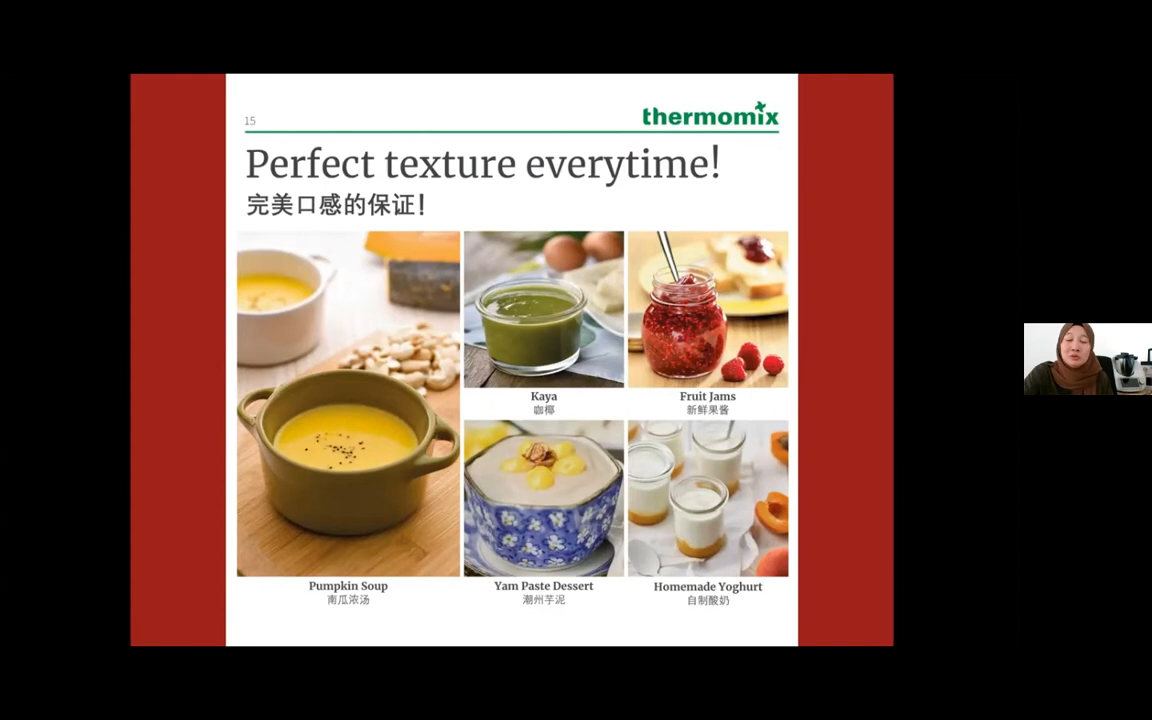 15
thermomix
Perfect texture everytime!
完美口感的保证！
Kaya
咖椰
Fruit Jams
新鲜果酱
Pumpkin Soup
南瓜浓汤
Yam Paste Dessert
潮州芋泥
Homemade Yoghurt
自制酸奶